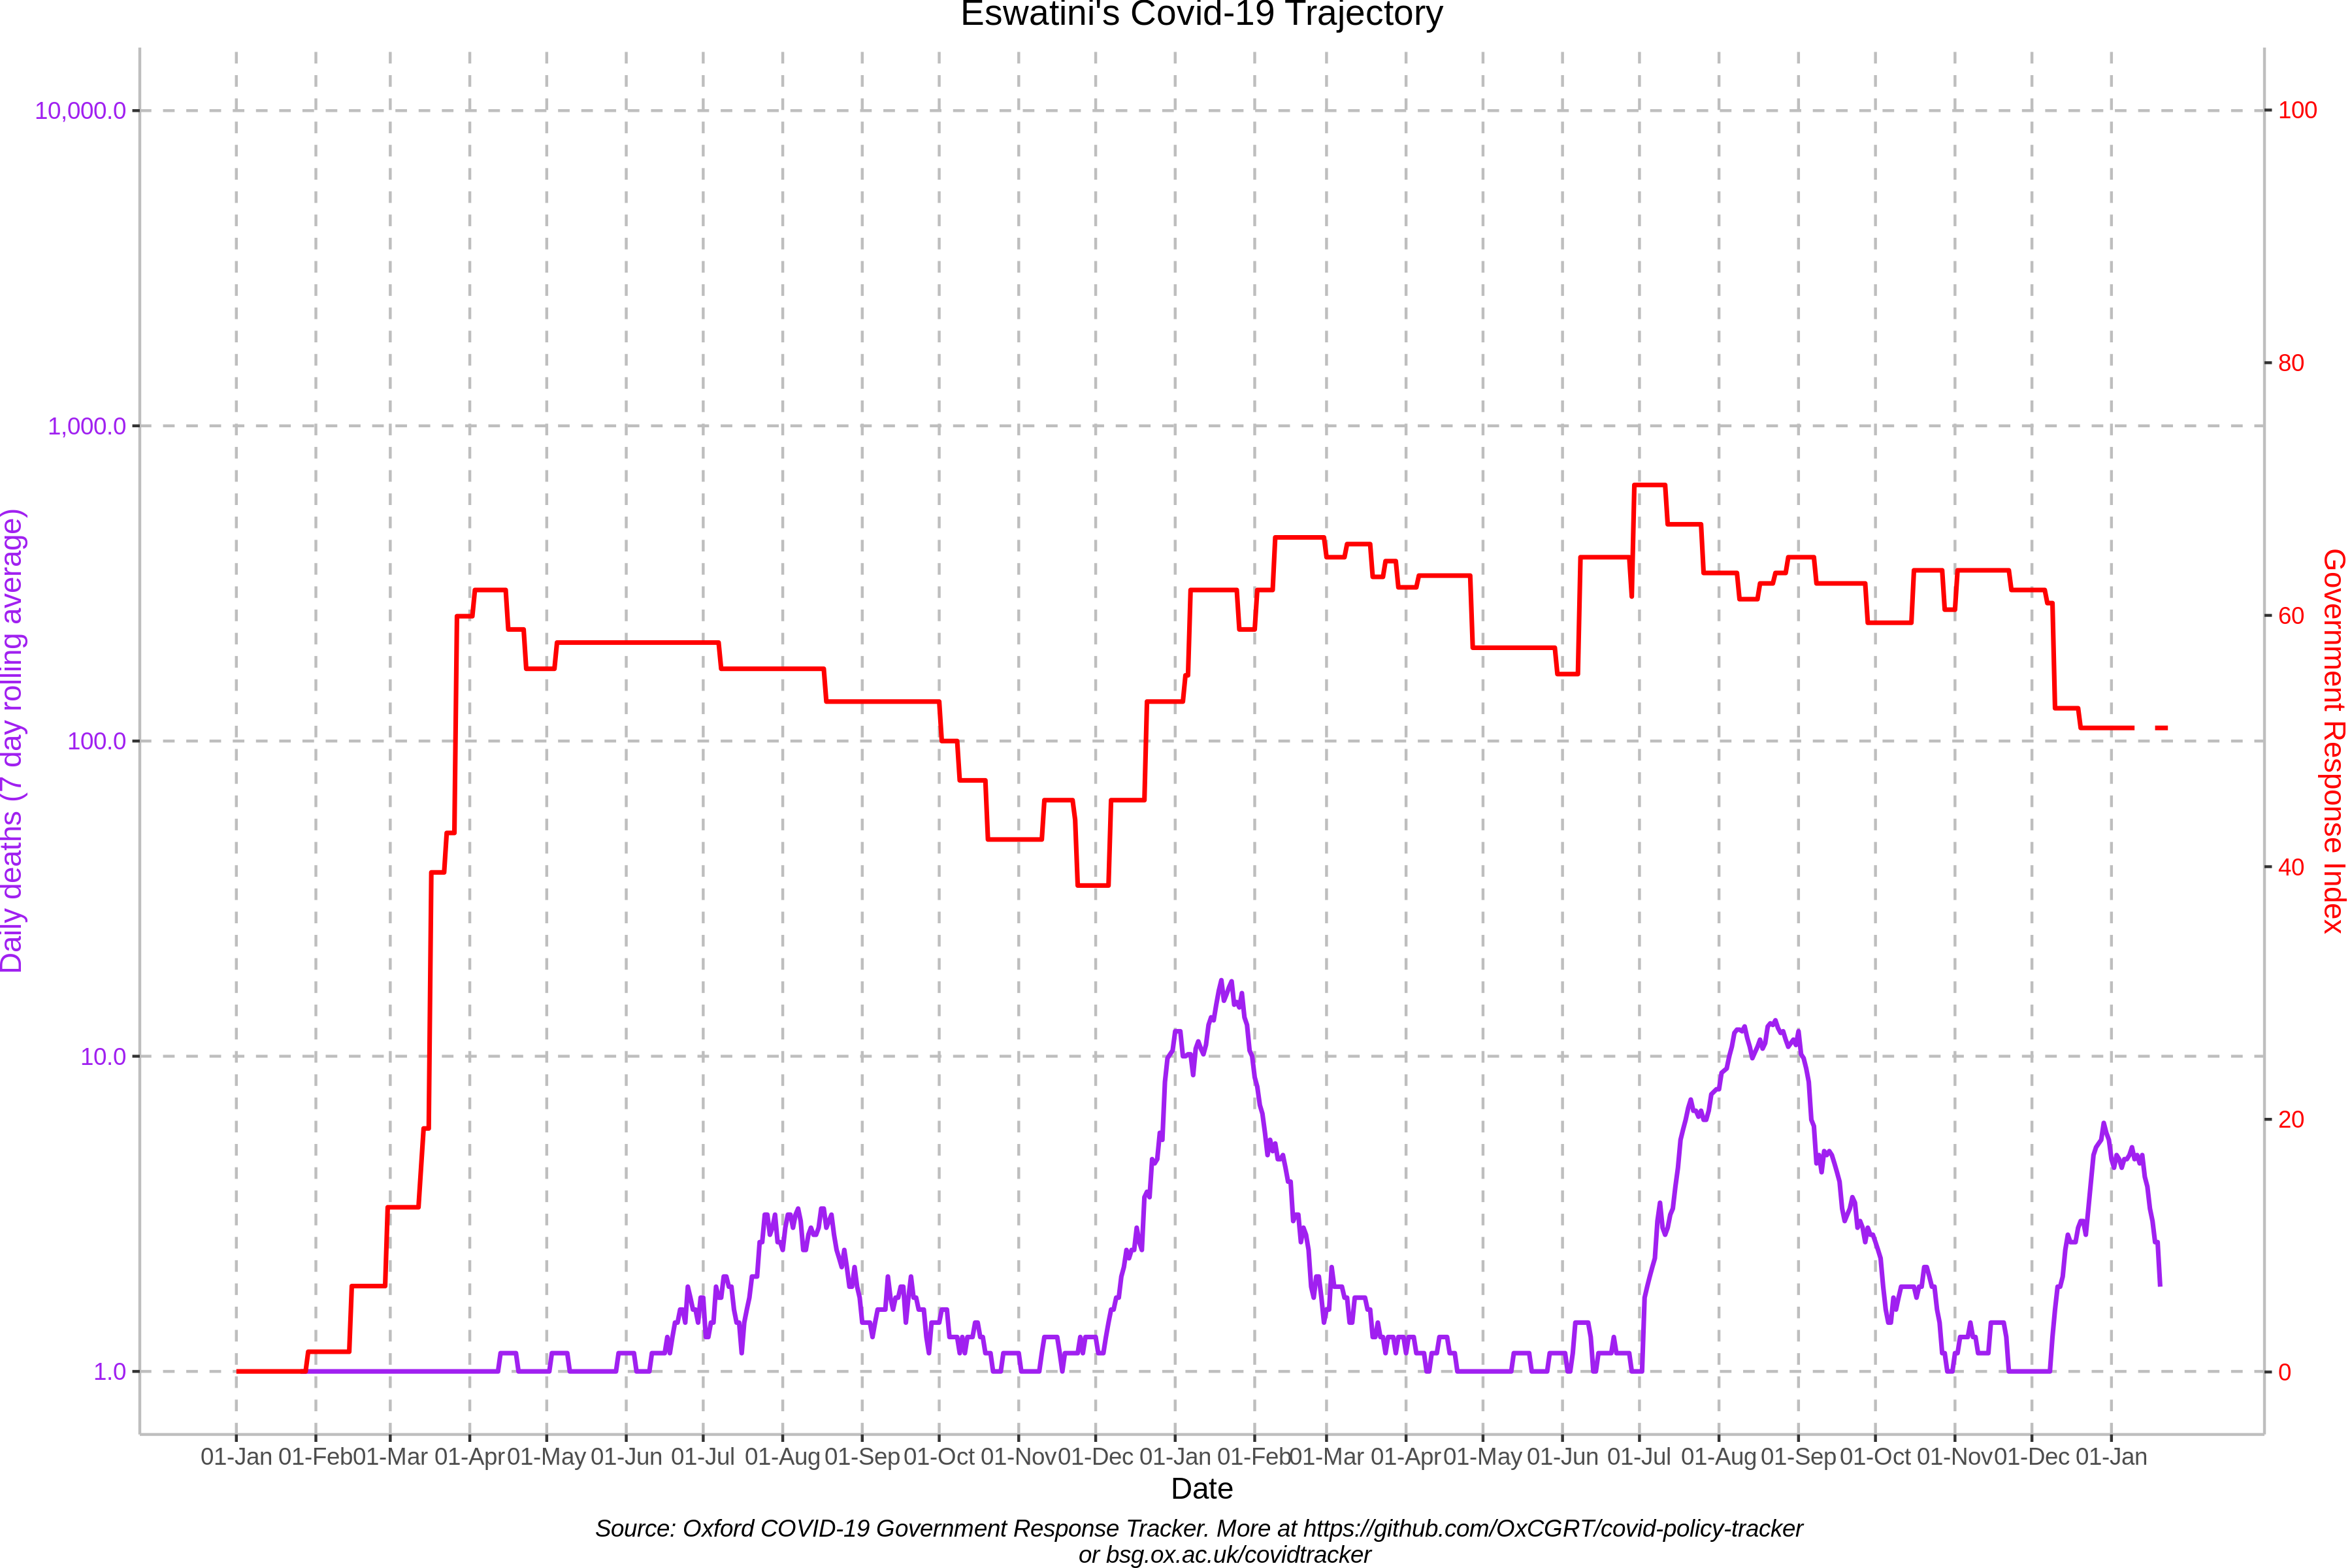 Eswatini's Covid-19 Trajectory
10,000.0
1,000.0
100.0
10.0
1.0
Daily deaths (7 day rolling average)
100
80
60
40
20
0
Government Response Index
01-Jan 01-Feb 01-Mar 01-Apr 01-May 01-Jun 01-Jul 01-Aug 01-Sep 01-Oct 01-Nov 01-Dec 01-Jan 01-Feb 01-Mar 01-Apr 01-May 01-Jun 01-Jul 01-Aug 01-Sep 01-Oct 01-Nov 01-Dec 01-Jan
Date
Source: Oxford COVID-19 Government Response Tracker. More at https://github.com/OxCGRT/covid-policy-tracker
or bsg.ox.ac.uk/covidtracker